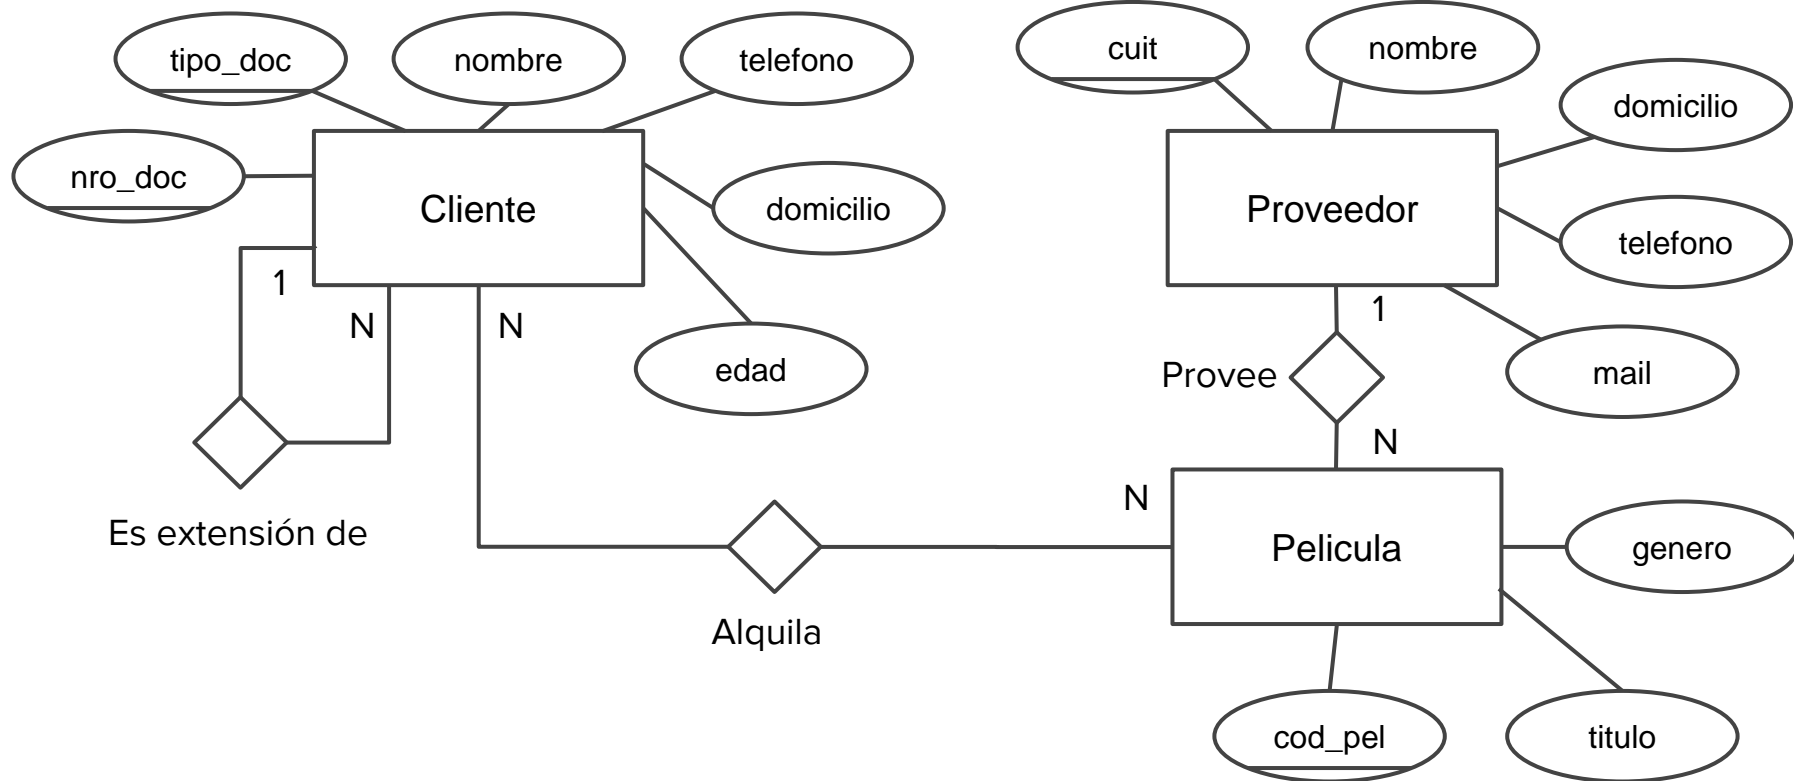 cuit
nombre
tipo_doc
nombre
telefono
domicilio
nro_doc
Cliente
domicilio
Proveedor
telefono
1
N
N
1
edad
Provee
mail
N
N
Es extensión de
Pelicula
genero
Alquila
cod_pel
titulo